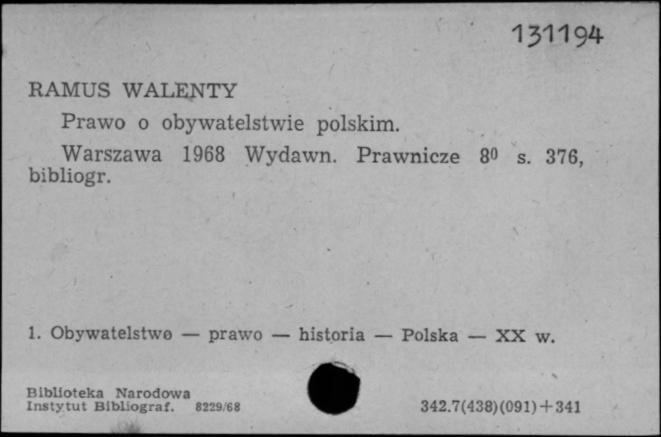 131194
RAMUS WALENTY
Prawo o obywatelstwie polskim.
Warszawa 1968 Wydawn. Prawnicze 8⁰ s. 376,
bibliogr.
1. Obywatelstwo — prawo — historia — Polska — XX w.
Biblioteka Narodowa
Instytut Bibliograf. 8229/68
342.7(438)(091)+341